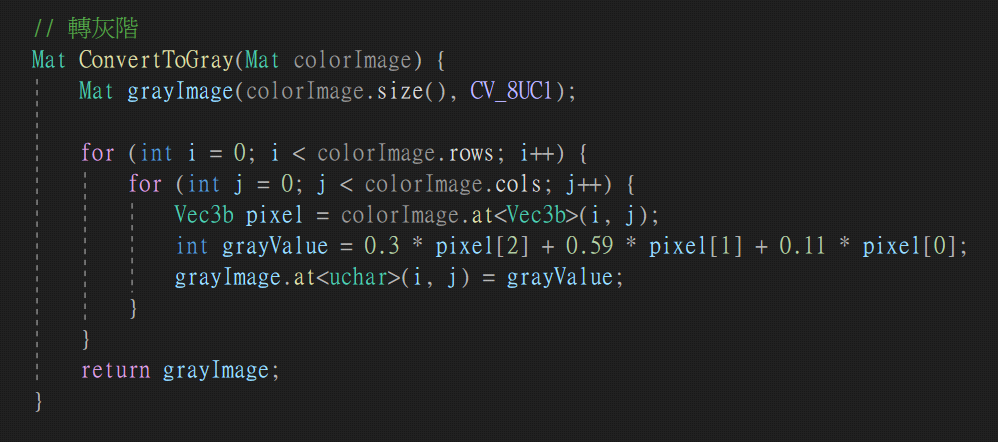 // 轉灰階
Mat ConvertToGray(Mat colorImage) {
    Mat grayImage(colorImage.size(), CV_8UC1);
    for (int i = 0; i < colorImage.rows; i++) {
        for (int j = 0; j < colorImage.cols; j++) {
            Vec3b pixel = colorImage.at<Vec3b>(i, j);
            int grayValue = 0.3 * pixel[2] + 0.59 * pixel[1] + 0.11 * pixel[0];
            grayImage.at<uchar>(i, j) = grayValue;
        }
    }
    return grayImage;
}